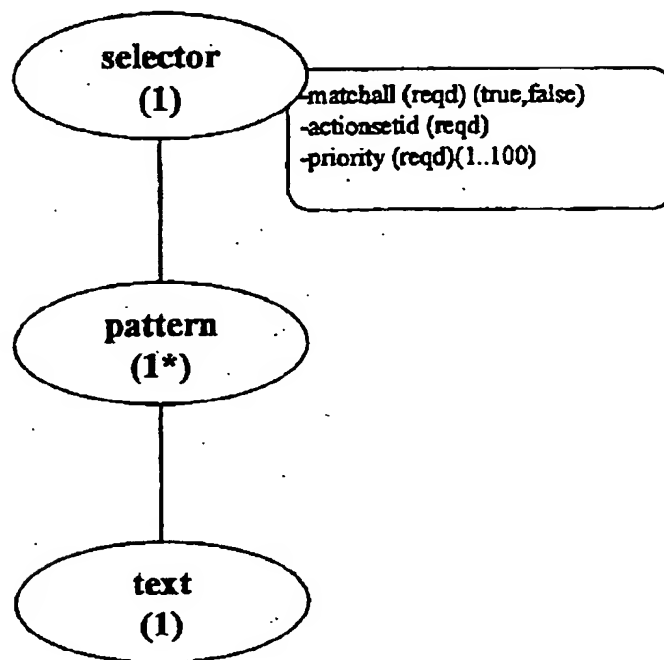 selector
(1)
-matchall (reqd) (true,false)
-actionsetid (reqd)
-priority (reqd)(1..100)
pattern
(1*)
text
(1)